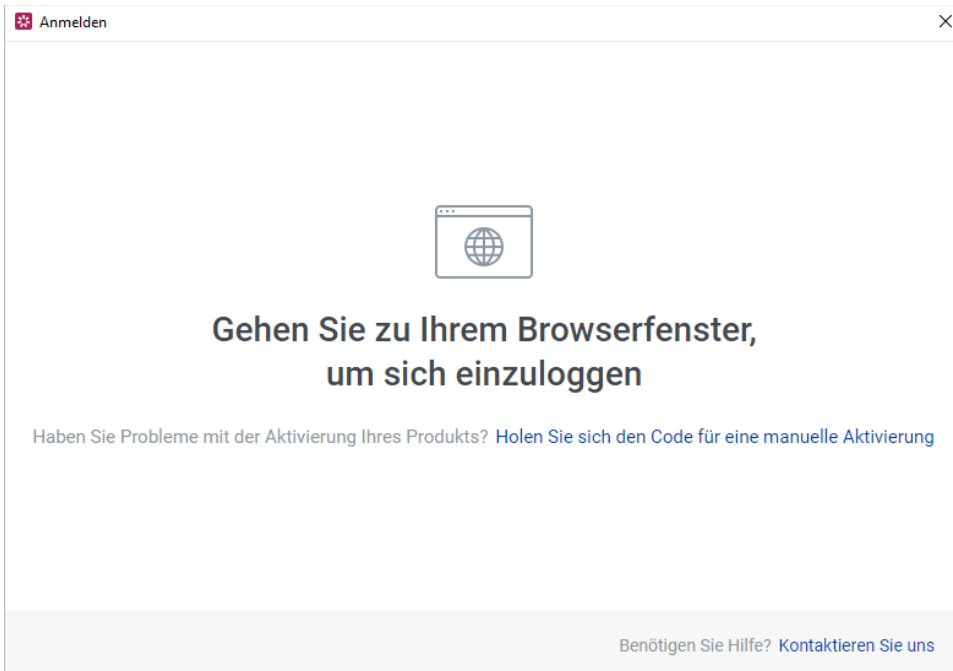 Anmelden
Gehen Sie zu Ihrem Browserfenster,
um sich einzuloggen
Haben Sie Probleme mit der Aktivierung Ihres Produkts? Holen Sie sich den Code für eine manuelle Aktivierung
Benötigen Sie Hilfe? Kontaktieren Sie uns